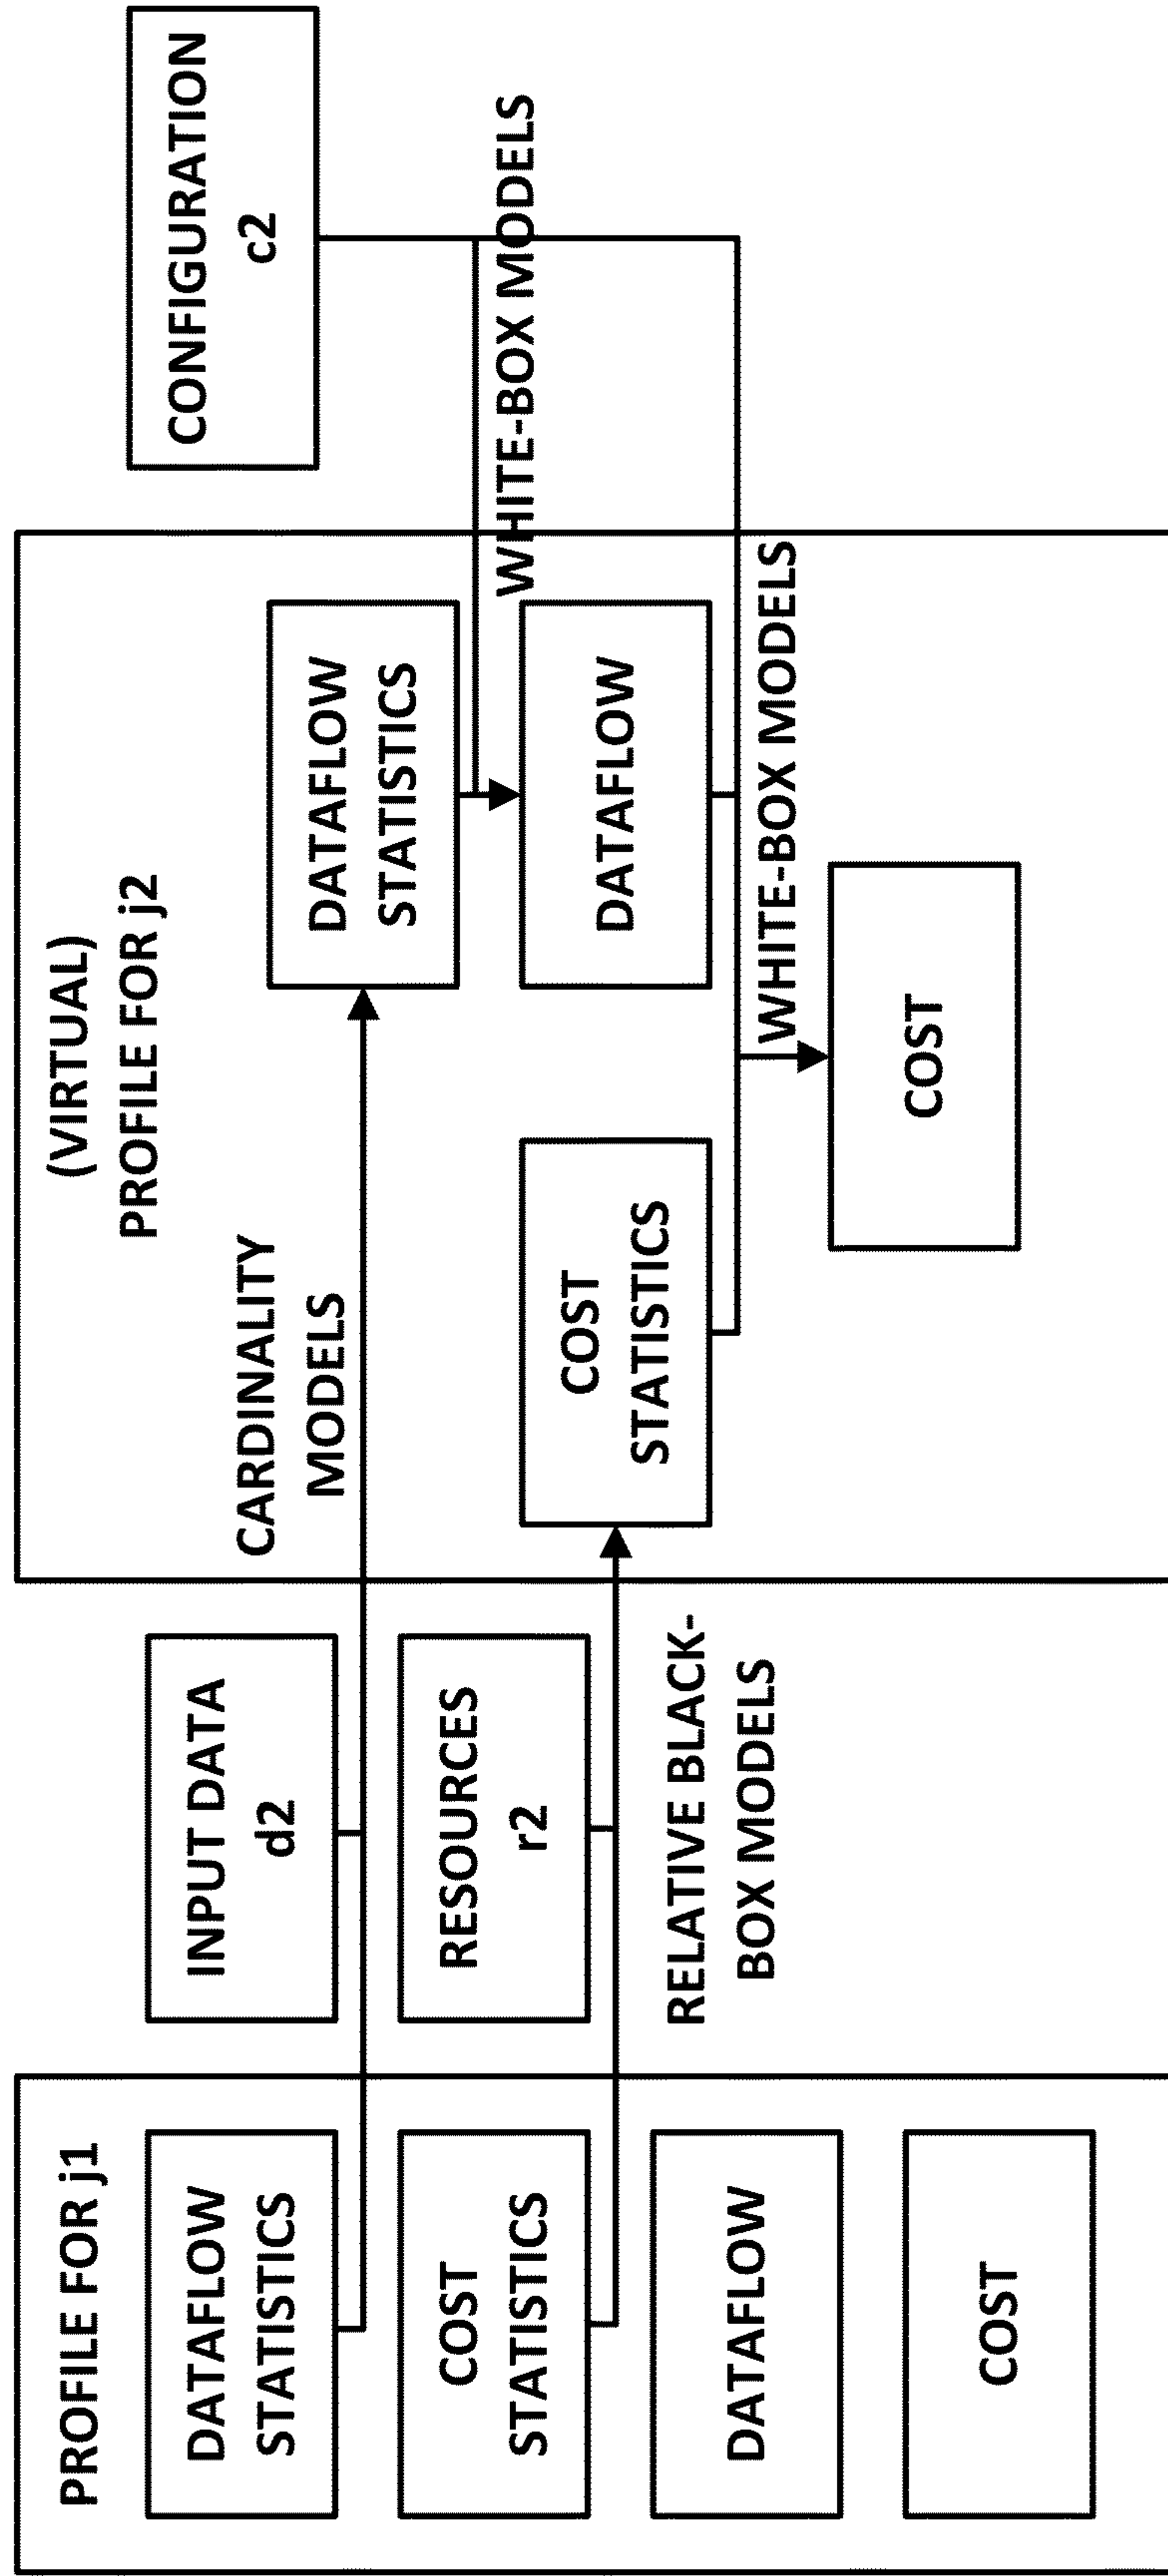 PROFILE FOR j1
DATAFLOW
STATISTICS
COST
STATISTICS
DATAFLOW
COST
INPUT DATA
d2
RESOURCES
r2
RELATIVE BLACK-
BOX MODELS
(VIRTUAL)
PROFILE FOR j2
CARDINALITY
MODELS
DATAFLOW
STATISTICS
WHITE-BOX MODELS
COST
STATISTICS
DATAFLOW
WHITE-BOX MODELS
COST
CONFIGURATION
c2